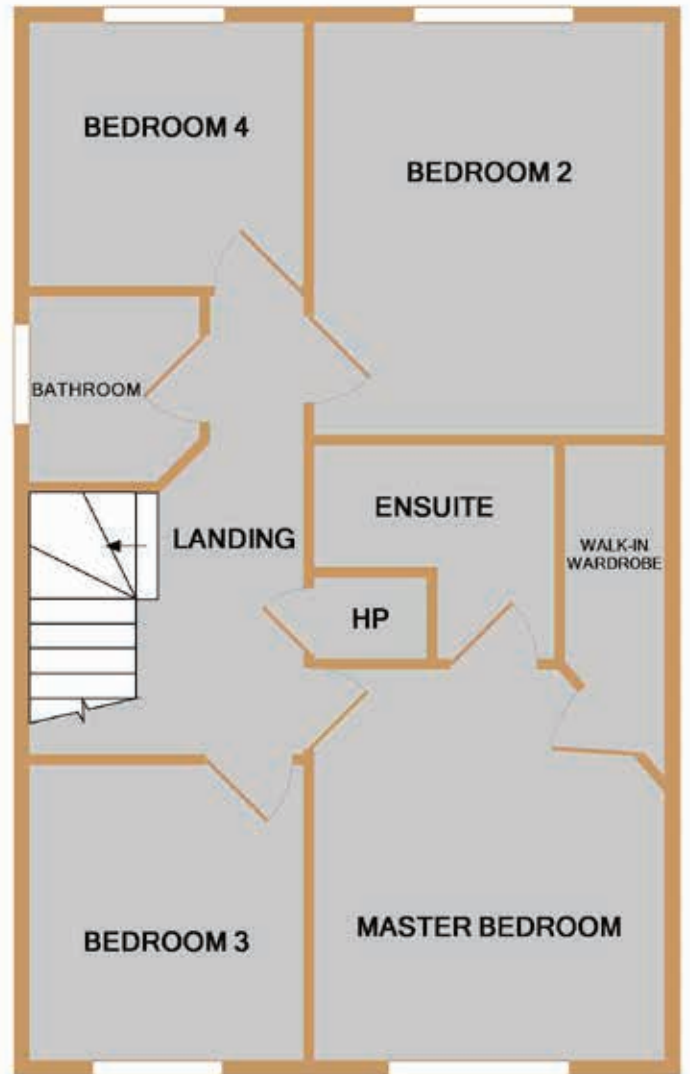 BEDROOM 4
BEDROOM 2
BATHROOM
LANDING
ENSUITE
WALK-IN
WARDROBE
HP
BEDROOM 3
MASTER BEDROOM